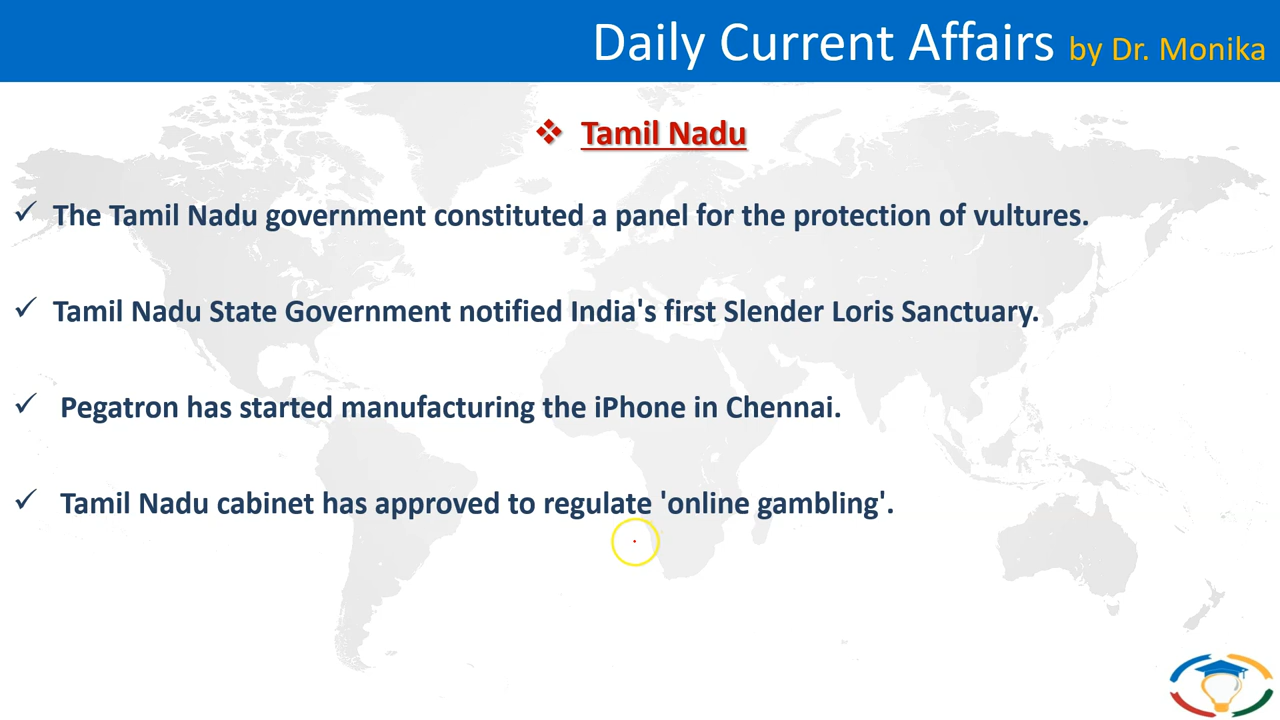 Daily Current Affairs by Dr. Monika
❖ Tamil Nadu
✓ The Tamil Nadu government constituted a panel for the protection of vultures.
✓ Tamil Nadu State Government notified India's first Slender Loris Sanctuary.
✓ Pegatron has started manufacturing the iPhone in Chennai.
✓ Tamil Nadu cabinet has approved to regulate 'online gambling'.